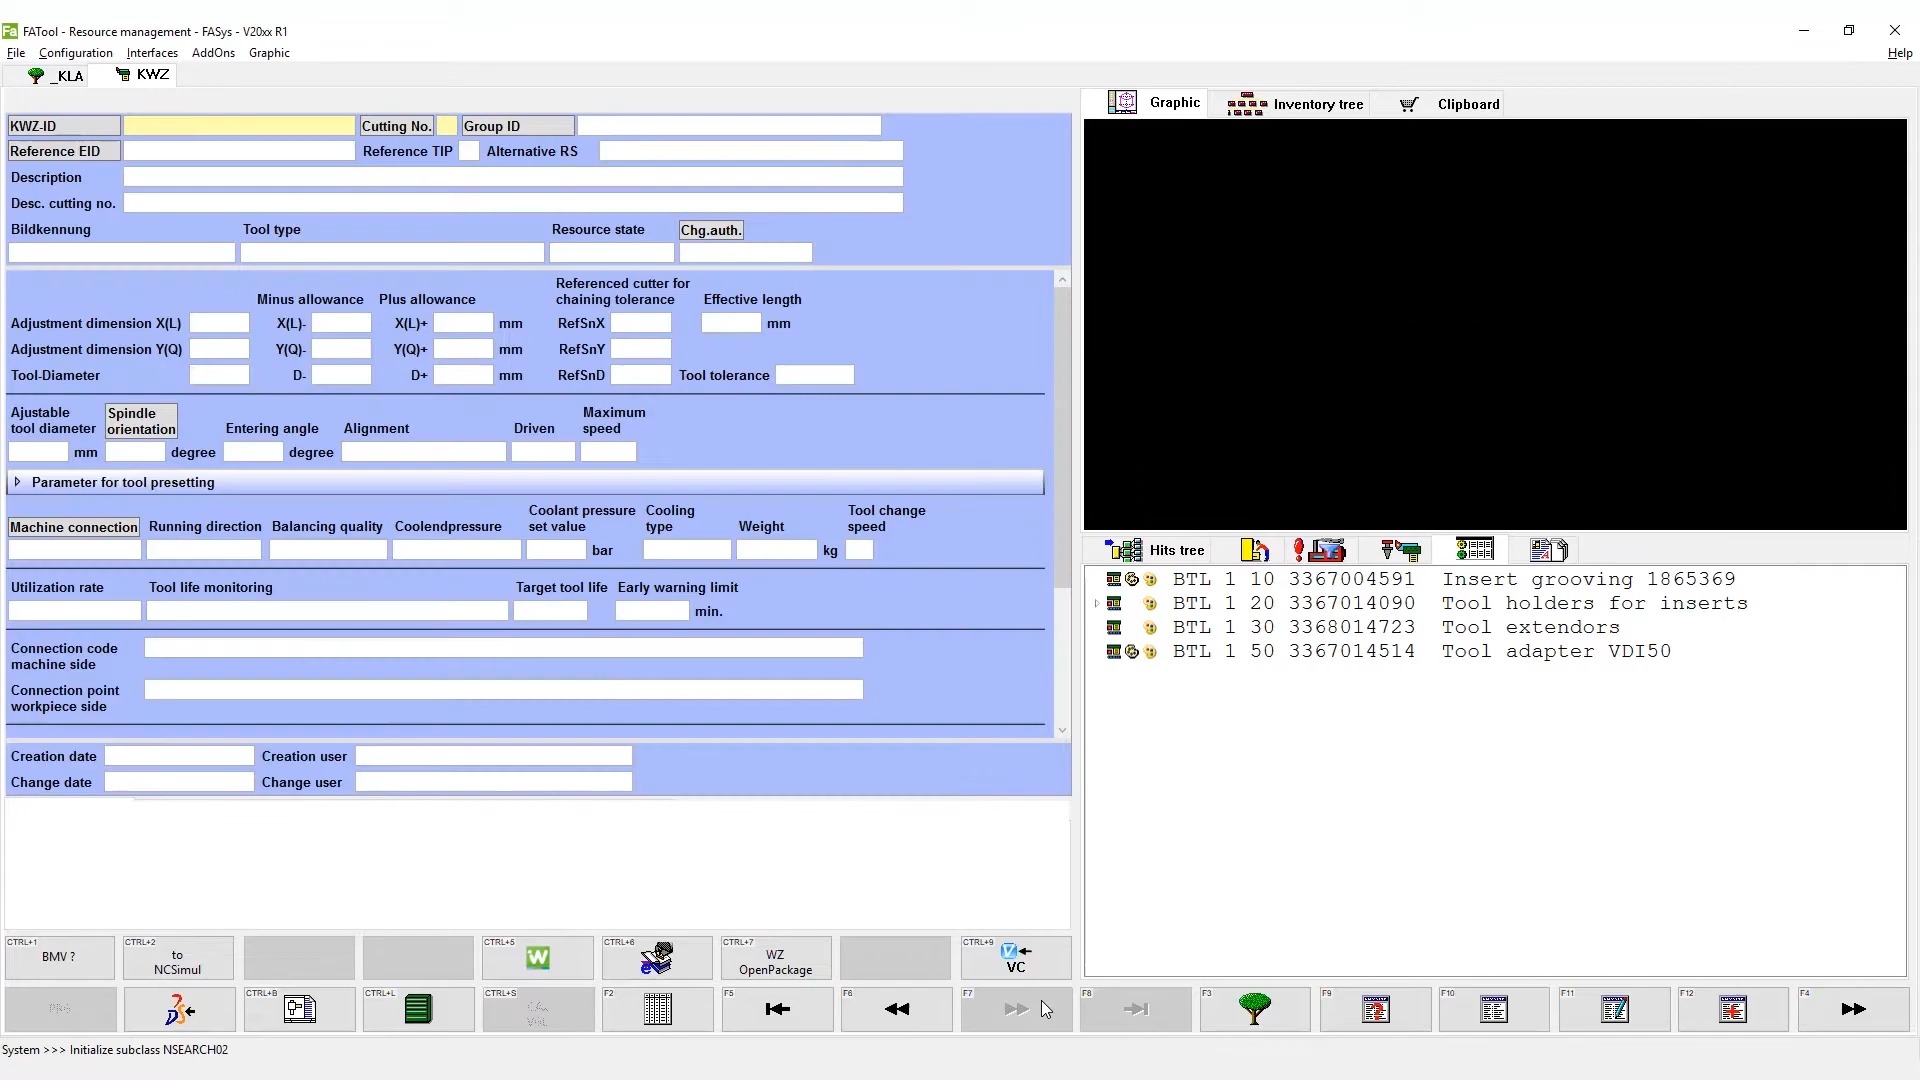 FATool - Resource management - FASys - V20xx R1
File Configuration Interfaces AddOns Graphic Help
_KLA KWZ
Graphic Inventory tree Clipboard
KWZ-ID Cutting No. Group ID
Reference EID Reference TIP Alternative RS
Description
Desc. cutting no.
Bildkennung Tool type Resource state Chg.auth.
Minus allowance Plus allowance Referenced cutter for chaining tolerance Effective length
Adjustment dimension X(L) X(L)- X(L)+ mm RefSnX mm
Adjustment dimension Y(Q) Y(Q)- Y(Q)+ mm RefSnY
Tool-Diameter D- D+ mm RefSnD Tool tolerance
Ajustable tool diameter Spindle orientation Entering angle Alignment Driven Maximum speed
mm degree degree
Parameter for tool presetting
Machine connection Running direction Balancing quality Coolendpressure Coolant pressure set value Cooling type Weight Tool change speed
bar kg
Utilization rate Tool life monitoring Target tool life Early warning limit
min.
Connection code machine side
Connection point workpiece side
Creation date Creation user
Change date Change user
Hits tree
BTL 1 10 3367004591 Insert grooving 1865369
BTL 1 20 3367014090 Tool holders for inserts
BTL 1 30 3368014723 Tool extendors
BTL 1 50 3367014514 Tool adapter VDI50
CTRL+1 BMV ?
CTRL+2 to NCSimul
CTRL+5 W
CTRL+6
CTRL+7 WZ OpenPackage
CTRL+9 VC
CTRL+B
CTRL+L
CTRL+S
F2
F5
F6
F7
F8
F3
F9
F10
F11
F12
F4
System >>> Initialize subclass NSEARCH02